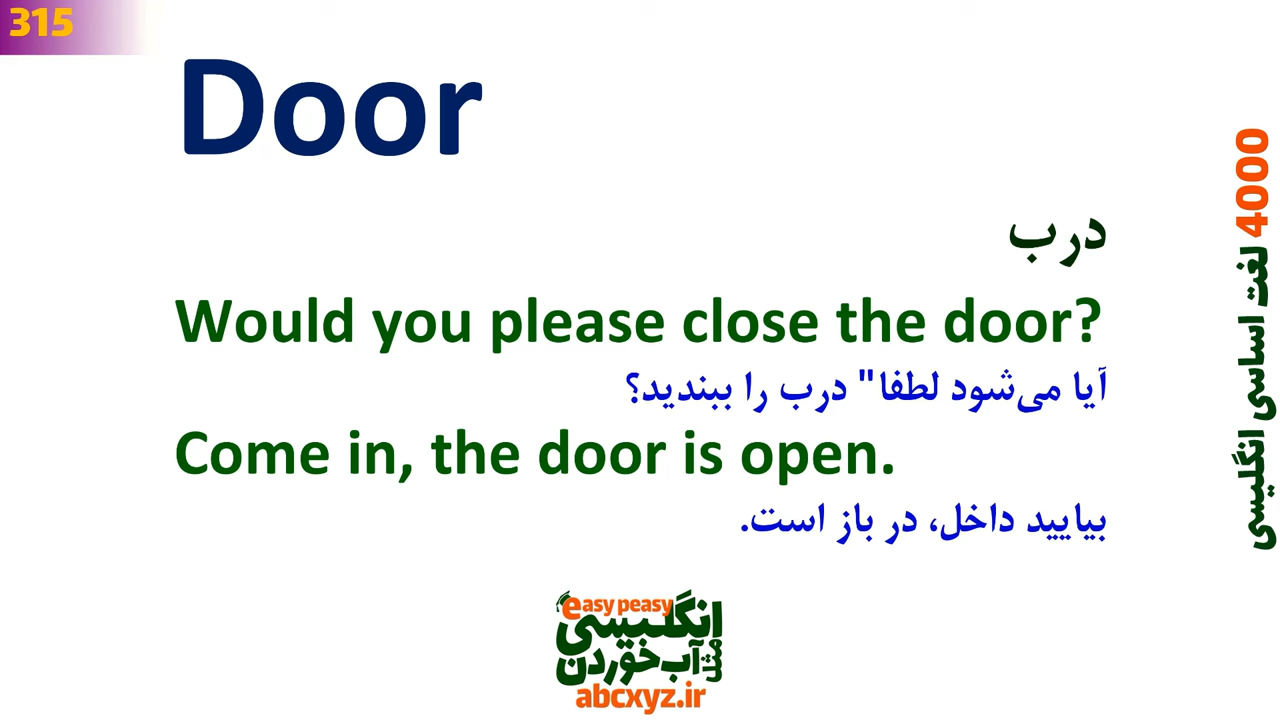 315
Door
درب
Would you please close the door?
آیا می‌شود لطفا" درب را ببندید؟
Come in, the door is open.
بیایید داخل، در باز است.
4000 لغت اساسی انگلیسی
easy peasy
انگلیسی
مثل
آب خوردن
abcxyz.ir